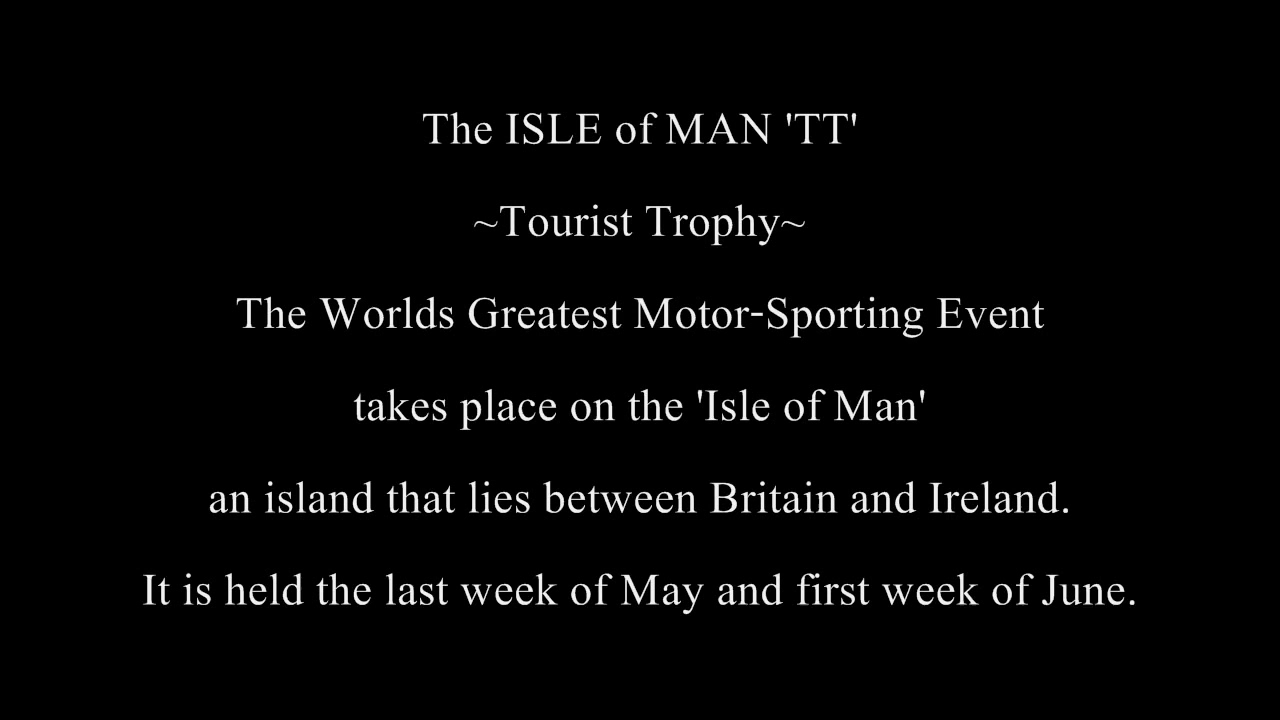 The ISLE of MAN 'TT'
~Tourist Trophy~
The Worlds Greatest Motor-Sporting Event
takes place on the 'Isle of Man'
an island that lies between Britain and Ireland.
It is held the last week of May and first week of June.